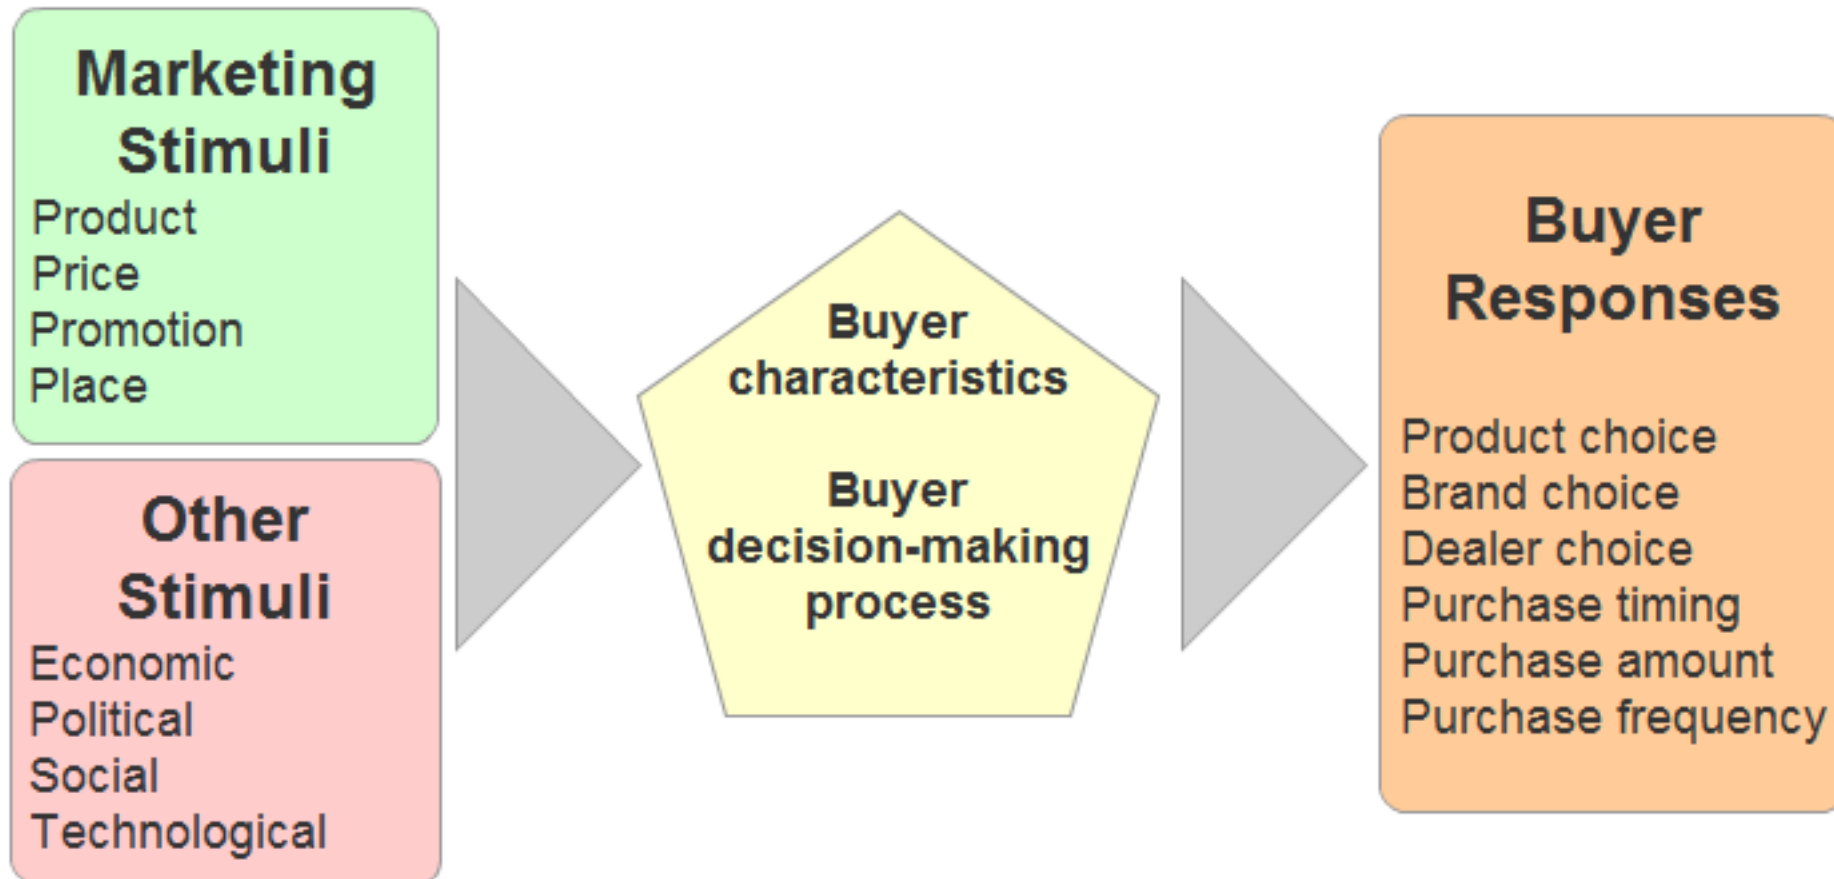 Marketing
Stimuli
Product
Price
Promotion
Place
Other
Stimuli
Economic
Political
Social
Technological
Buyer
characteristics
Buyer
decision-making
process
Buyer
Responses
Product choice
Brand choice
Dealer choice
Purchase timing
Purchase amount
Purchase frequency